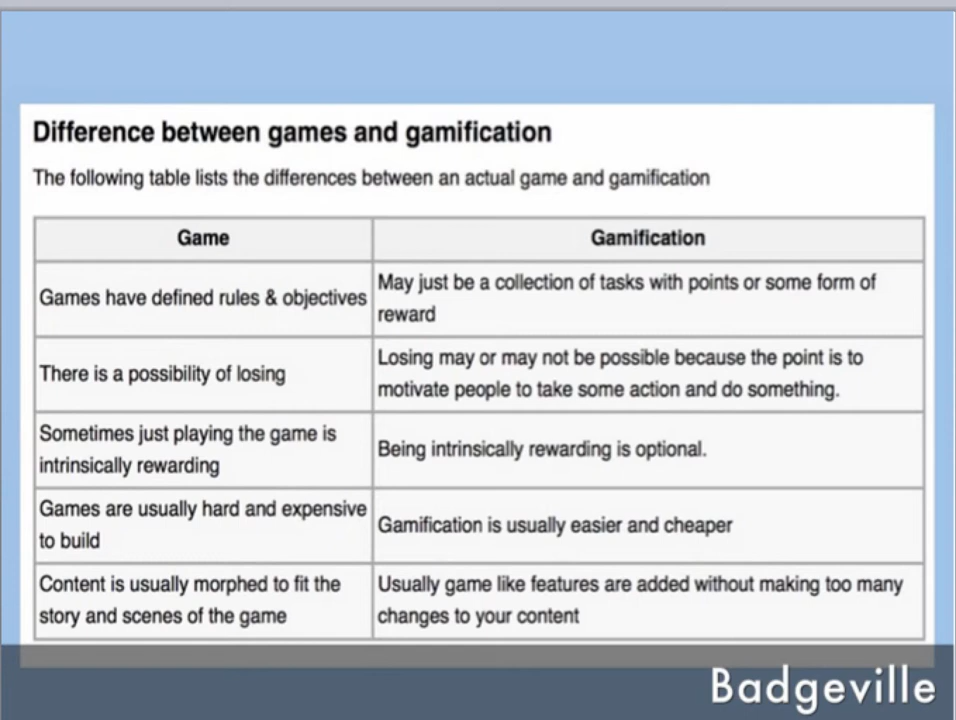 Difference between games and gamification
The following table lists the differences between an actual game and gamification
Game
Gamification
Games have defined rules & objectives
May just be a collection of tasks with points or some form of
reward
There is a possibility of losing
Losing may or may not be possible because the point is to
motivate people to take some action and do something.
Sometimes just playing the game is
intrinsically rewarding
Being intrinsically rewarding is optional.
Games are usually hard and expensive
to build
Gamification is usually easier and cheaper
Content is usually morphed to fit the
story and scenes of the game
Usually game like features are added without making too many
changes to your content
Badgeville